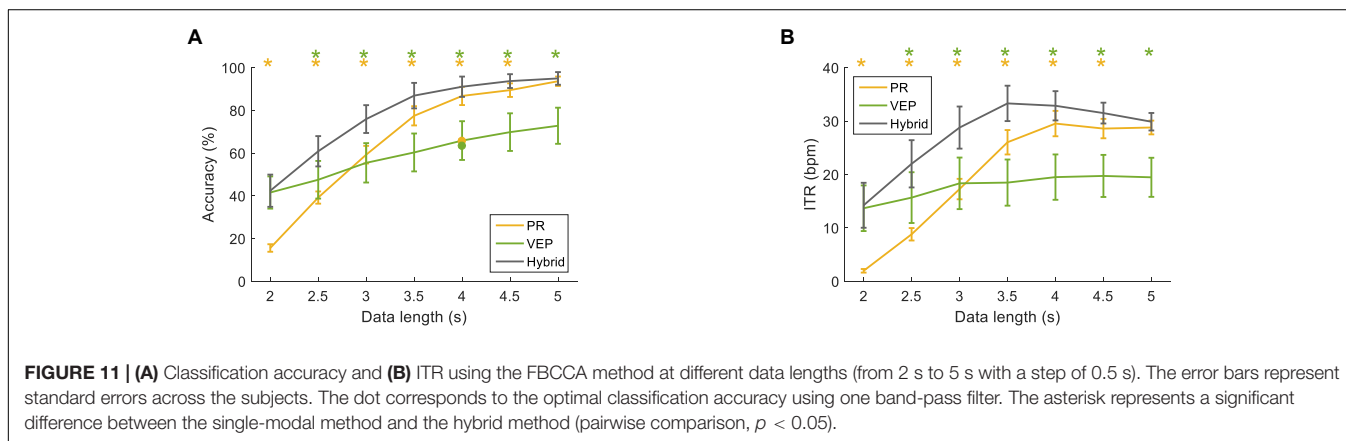 A
B
* * * * * *
* * * * * *
* * * * * *
* * * * * *
100
80
60
40
20
0
Accuracy (%)
2 2.5 3 3.5 4 4.5 5
Data length (s)
PR
VEP
Hybrid
40
30
20
10
0
ITR (bpm)
2 2.5 3 3.5 4 4.5 5
Data length (s)
PR
VEP
Hybrid
FIGURE 11 | (A) Classification accuracy and (B) ITR using the FBCCA method at different data lengths (from 2 s to 5 s with a step of 0.5 s). The error bars represent
standard errors across the subjects. The dot corresponds to the optimal classification accuracy using one band-pass filter. The asterisk represents a significant
difference between the single-modal method and the hybrid method (pairwise comparison, p < 0.05).